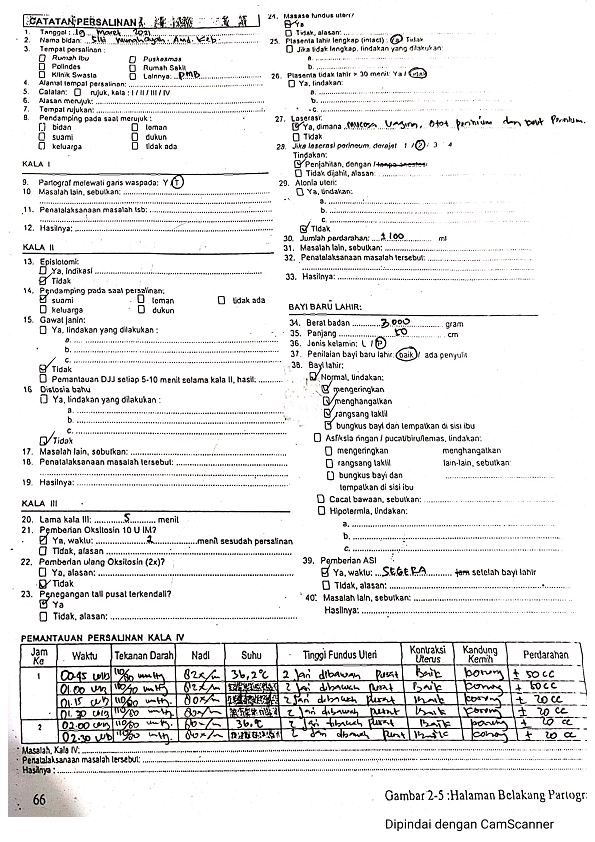 CATATAN PERSALINAN
1. Tanggal : 19 Maret 2021
2. Nama bidan: Siti
3. Tempat persalinan :
Rumah Ibu Puskesmas
Polindes Rumah Sakit
Klinik Swasta Lainnya: PMB
4. Alamat tempat persalinan:
5. Catatan: rujuk, kala : I / II / III / IV
6. Alasan merujuk:
7. Tempat rujukan:
8. Pendamping pada saat merujuk :
bidan teman
suami dukun
keluarga tidak ada
KALA I
9. Partograf melewati garis waspada: Y / T
10 Masalah lain, sebutkan:
11. Penatalaksanaan masalah tsb:
12. Hasilnya:
KALA II
13. Episiotomi:
Ya, indikasi
Tidak
14. Pendamping pada saat persalinan:
suami teman tidak ada
keluarga dukun
15. Gawat janin:
Ya, tindakan yang dilakukan :
a.
b.
c.
Tidak
Pemantauan DJJ setiap 5-10 menit selama kala II, hasil:
16 Distosia bahu
Ya, tindakan yang dilakukan :
a.
b.
c.
Tidak
17. Masalah lain, sebutkan:
18. Penatalaksanaan masalah tersebut:
19. Hasilnya:
KALA III
20. Lama kala III: 5 menit
21. Pemberian Oksitosin 10 U IM?
Ya, waktu: 1 menit sesudah persalinan
Tidak, alasan
22. Pemberian ulang Oksitosin (2x)?
Ya, alasan:
Tidak
23. Penegangan tali pusat terkendali?
Ya
Tidak, alasan:
24. Masase fundus uteri?
Ya
Tidak, alasan:
25. Plasenta lahir lengkap (intact) : Ya Tidak
Jika tidak lengkap, tindakan yang dilakukan:
a.
b.
26. Plasenta tidak lahir > 30 menit: Ya / Tidak
Ya, tindakan:
a.
b.
c.
27. Laserasi:
Ya, dimana mucosa vagina, otot perinium dan kulit Perinium.
Tidak
28. Jika laserasi perineum, derajat 1 / 2 / 3 4
Tindakan:
Penjahitan, dengan / tanpa anestesi
Tidak dijahit, alasan:
29. Atonia uteri:
Ya, tindakan:
a.
b.
c.
Tidak
30. Jumlah perdarahan: ± 100 ml
31. Masalah lain, sebutkan:
32. Penatalaksanaan masalah tersebut:
33. Hasilnya:
BAYI BARU LAHIR:
34. Berat badan 3.000 gram
35. Panjang 50 cm
36. Jenis kelamin: L / P
37. Penilaian bayi baru lahir: baik / ada penyulit
38. Bayi lahir:
Normal, tindakan:
mengeringkan
menghangatkan
rangsang taktil
bungkus bayi dan tempatkan di sisi ibu
Asfiksia ringan / pucat/biru/lemas, tindakan:
mengeringkan menghangatkan
rangsang taktil lain-lain, sebutkan:
bungkus bayi dan
tempatkan di sisi ibu
Cacat bawaan, sebutkan:
Hipotermia, tindakan:
a.
b.
c.
39. Pemberian ASI
Ya, waktu: SEGERA jam setelah bayi lahir
Tidak, alasan:
40. Masalah lain, sebutkan:
Hasilnya:
PEMANTAUAN PERSALINAN KALA IV
Jam Ke Waktu Tekanan Darah Nadi Suhu Tinggi Fundus Uteri Kontraksi Uterus Kandung Kemih Perdarahan
1 00.45 wib 110/80 mmHg 82x/m 36,2°c 2 Jari dibawah pusat Baik kosong ± 50 cc
01.00 wib 110/80 mmHg 82x/m 2 jari dibawah pusat Baik kosong
01.15 wib 110/80 mmHg 80x/m 2 jari dibawah pusat Baik kosong ± 20 cc
01.30 wib 110/80 mmHg 2 jari dibawah pusat Baik kosong ± 20 cc
2 02.00 wib 110/80 mmHg 36,°c 2 jari dibawah pusat Baik kosong
02.30 wib 110/80 mmHg 80x/m 2 jari dibawah pusat Baik kosong ± 20 cc
Masalah, Kala IV:
Penatalaksanaan masalah tersebut:
Hasilnya :
66
Gambar 2-5 :Halaman Belakang Partogr
Dipindai dengan CamScanner